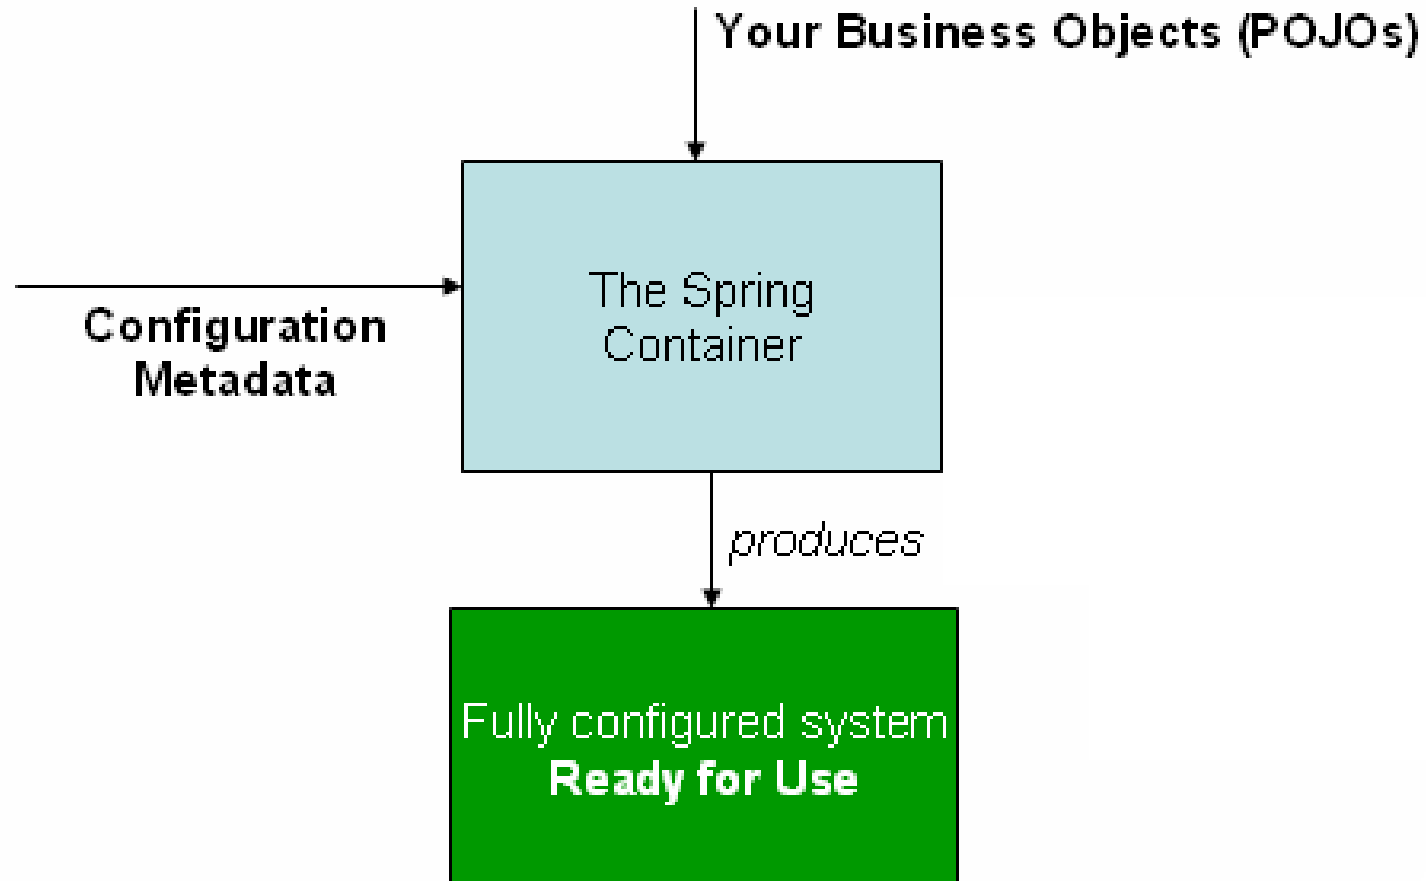 Your Business Objects (POJOs)
The Spring
Container
Configuration
Metadata
produces
Fully configured system
Ready for Use